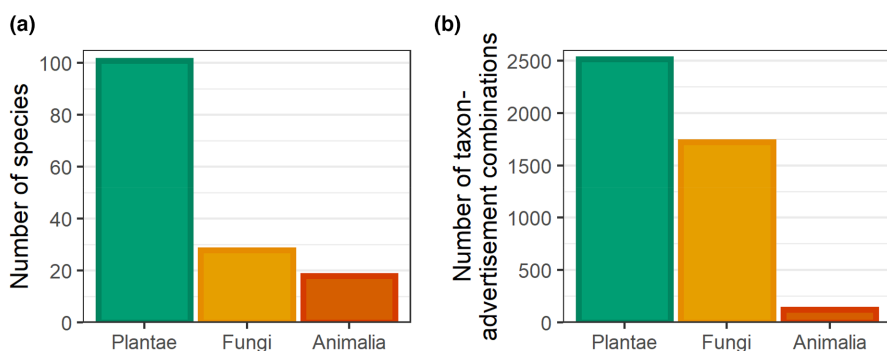 (a)
Number of species
100
80
60
40
20
0
Plantae Fungi Animalia
(b)
Number of taxon-
advertisement combinations
2500
2000
1500
1000
500
0
Plantae Fungi Animalia